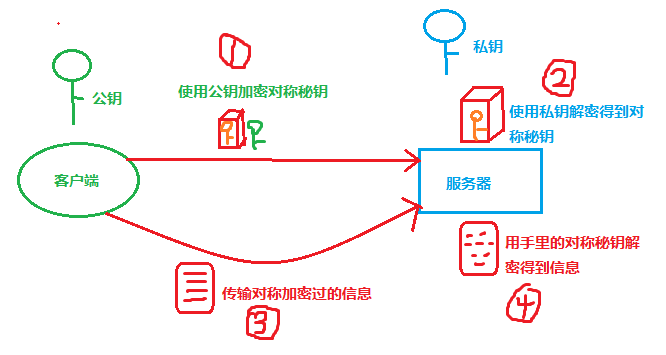 ①
私钥
②
公钥
使用公钥加密对称秘钥
使用私钥解密得到对
称秘钥
客户端
服务器
用手里的对称秘钥解
密得到信息
传输对称加密过的信息
③
④